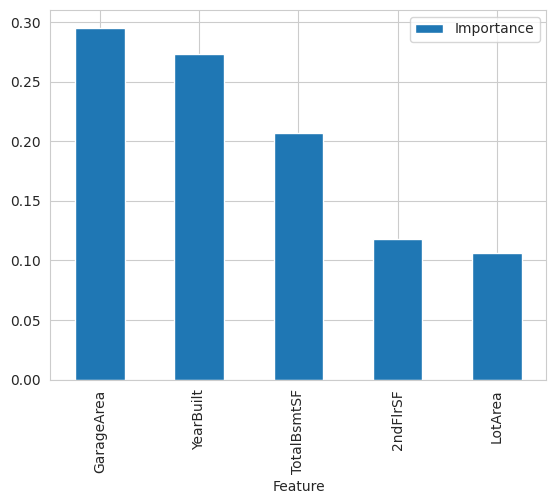 Importance
0.30
0.25
0.20
0.15
0.10
0.05
0.00
GarageArea
YearBuilt
TotalBsmtSF
2ndFlrSF
LotArea
Feature